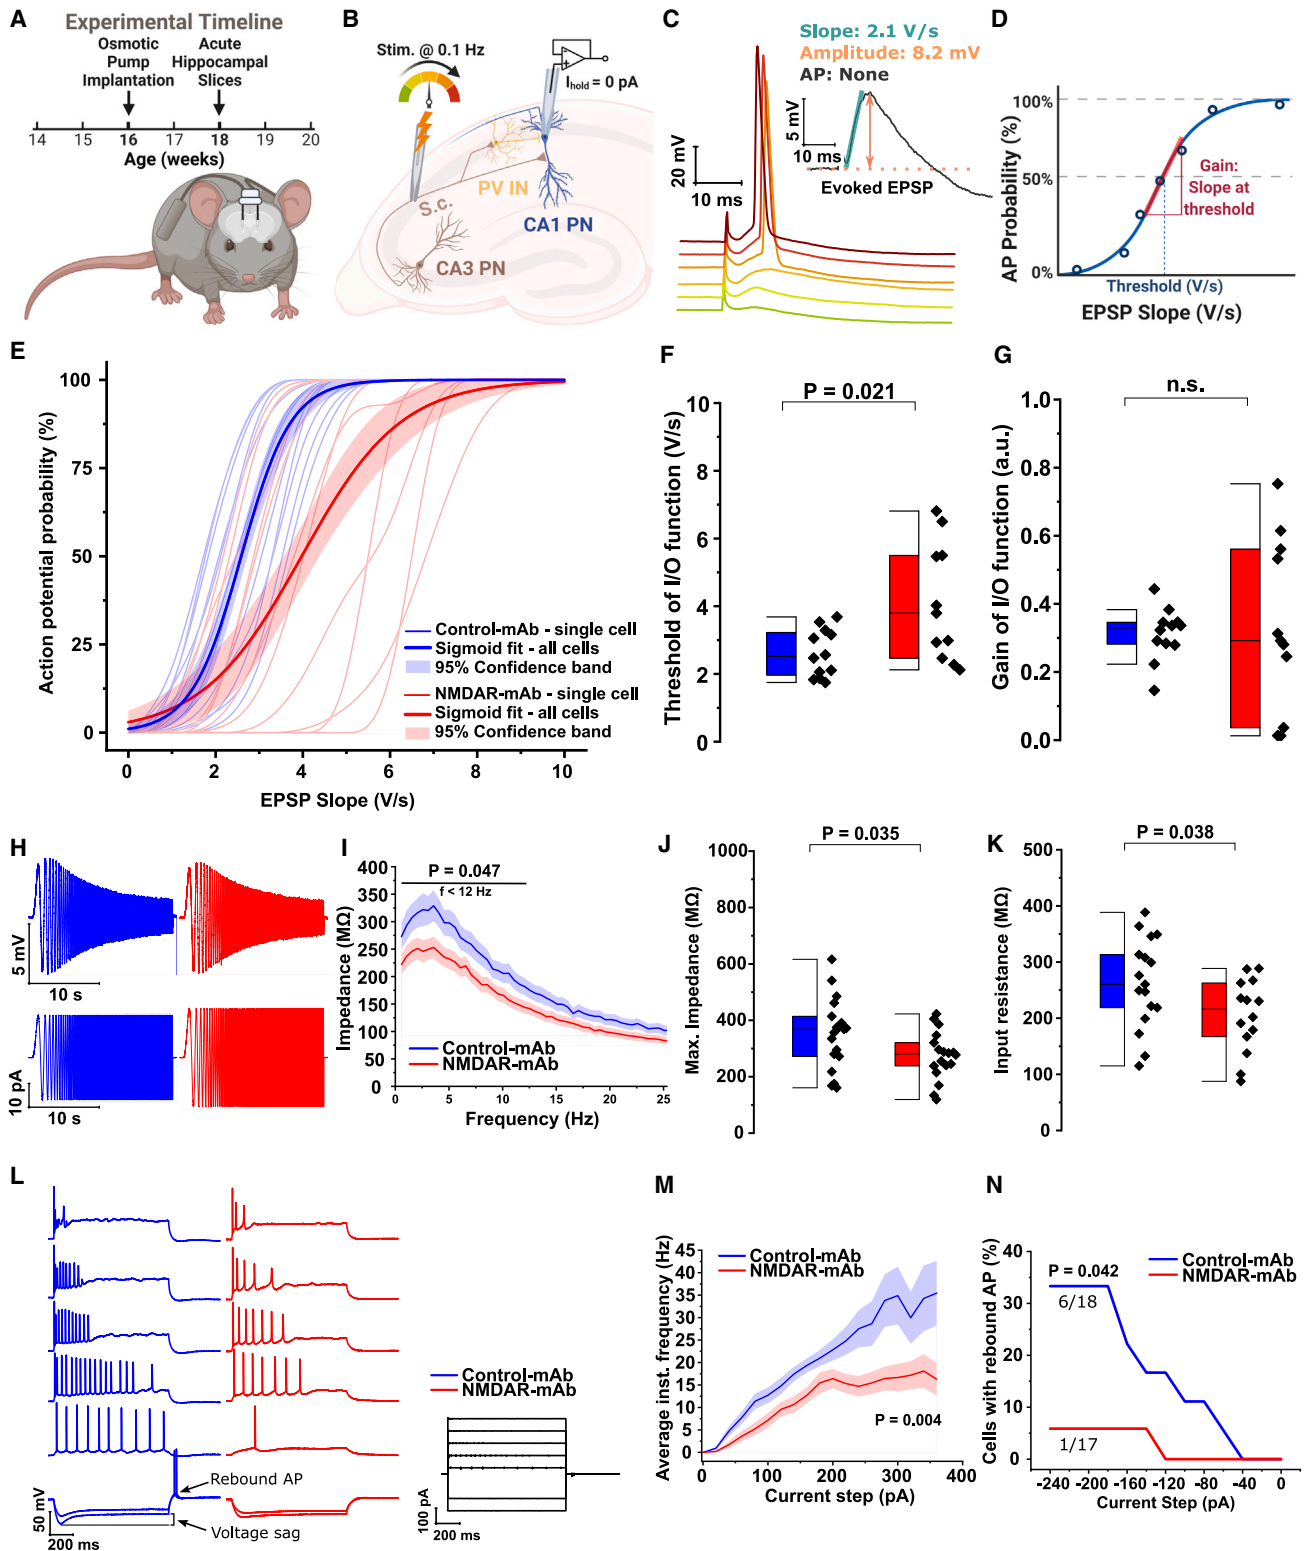 A
Experimental Timeline
Osmotic
Pump
Implantation
Acute
Hippocampal
Slices
14 15 16 17 18 19 20
Age (weeks)
B
Stim. @ 0.1 Hz
I hold = 0 pA
PV IN
S.c.
CA1 PN
CA3 PN
C
Slope: 2.1 V/s
Amplitude: 8.2 mV
AP: None
5 mV
10 ms
Evoked EPSP
20 mV
10 ms
D
AP Probability (%)
100%
50%
0%
Gain:
Slope at
threshold
Threshold (V/s)
EPSP Slope (V/s)
E
Action potential probability (%)
100
75
50
25
0
Control-mAb - single cell
Sigmoid fit - all cells
95% Confidence band
NMDAR-mAb - single cell
Sigmoid fit - all cells
95% Confidence band
0 2 4 6 8 10
EPSP Slope (V/s)
F
P = 0.021
Threshold of I/O function (V/s)
10
8
6
4
2
0
G
n.s.
Gain of I/O function (a.u.)
1.0
0.8
0.6
0.4
0.2
0.0
H
5 mV
10 s
10 pA
10 s
I
P = 0.047
f < 12 Hz
Impedance (MΩ)
400
350
300
250
200
150
100
50
0
Control-mAb
NMDAR-mAb
0 5 10 15 20 25
Frequency (Hz)
J
P = 0.035
Max. Impedance (MΩ)
1000
800
600
400
200
0
K
P = 0.038
Input resistance (MΩ)
500
400
300
200
100
0
L
Control-mAb
NMDAR-mAb
Rebound AP
Voltage sag
50 mV
200 ms
100 pA
200 ms
M
Average inst. frequency (Hz)
45
40
35
30
25
20
15
10
5
0
Control-mAb
NMDAR-mAb
P = 0.004
0 100 200 300 400
Current step (pA)
N
Cells with rebound AP (%)
40
30
20
10
0
Control-mAb
NMDAR-mAb
P = 0.042
6/18
1/17
-240 -200 -160 -120 -80 -40 0
Current Step (pA)